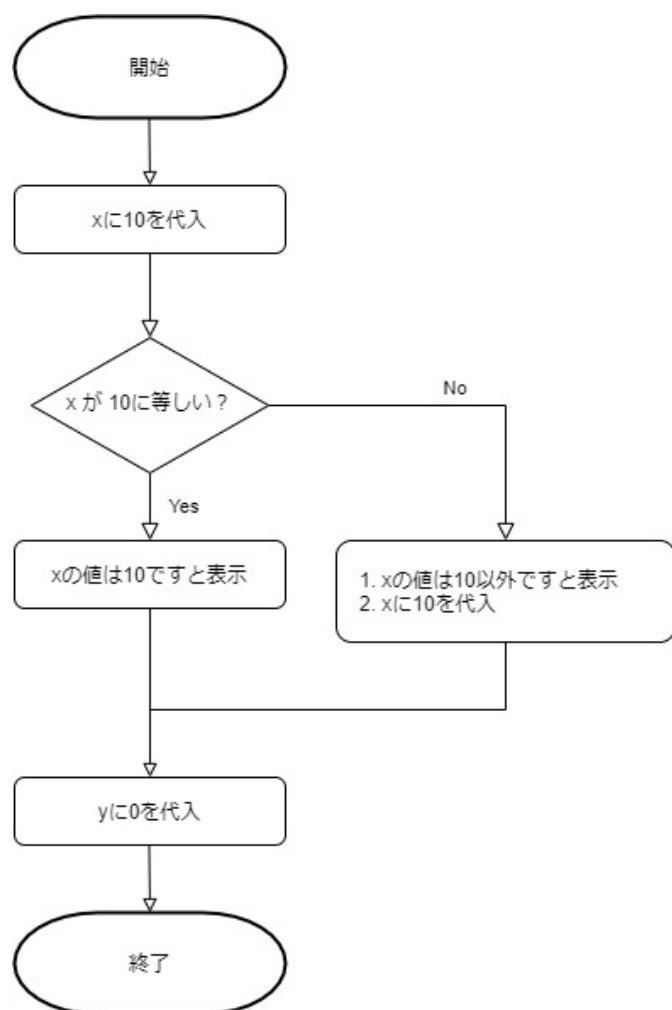 開始
xに10を代入
x が 10に等しい？
No
Yes
xの値は10ですと表示
1. xの値は10以外ですと表示
2. xに10を代入
yに0を代入
終了